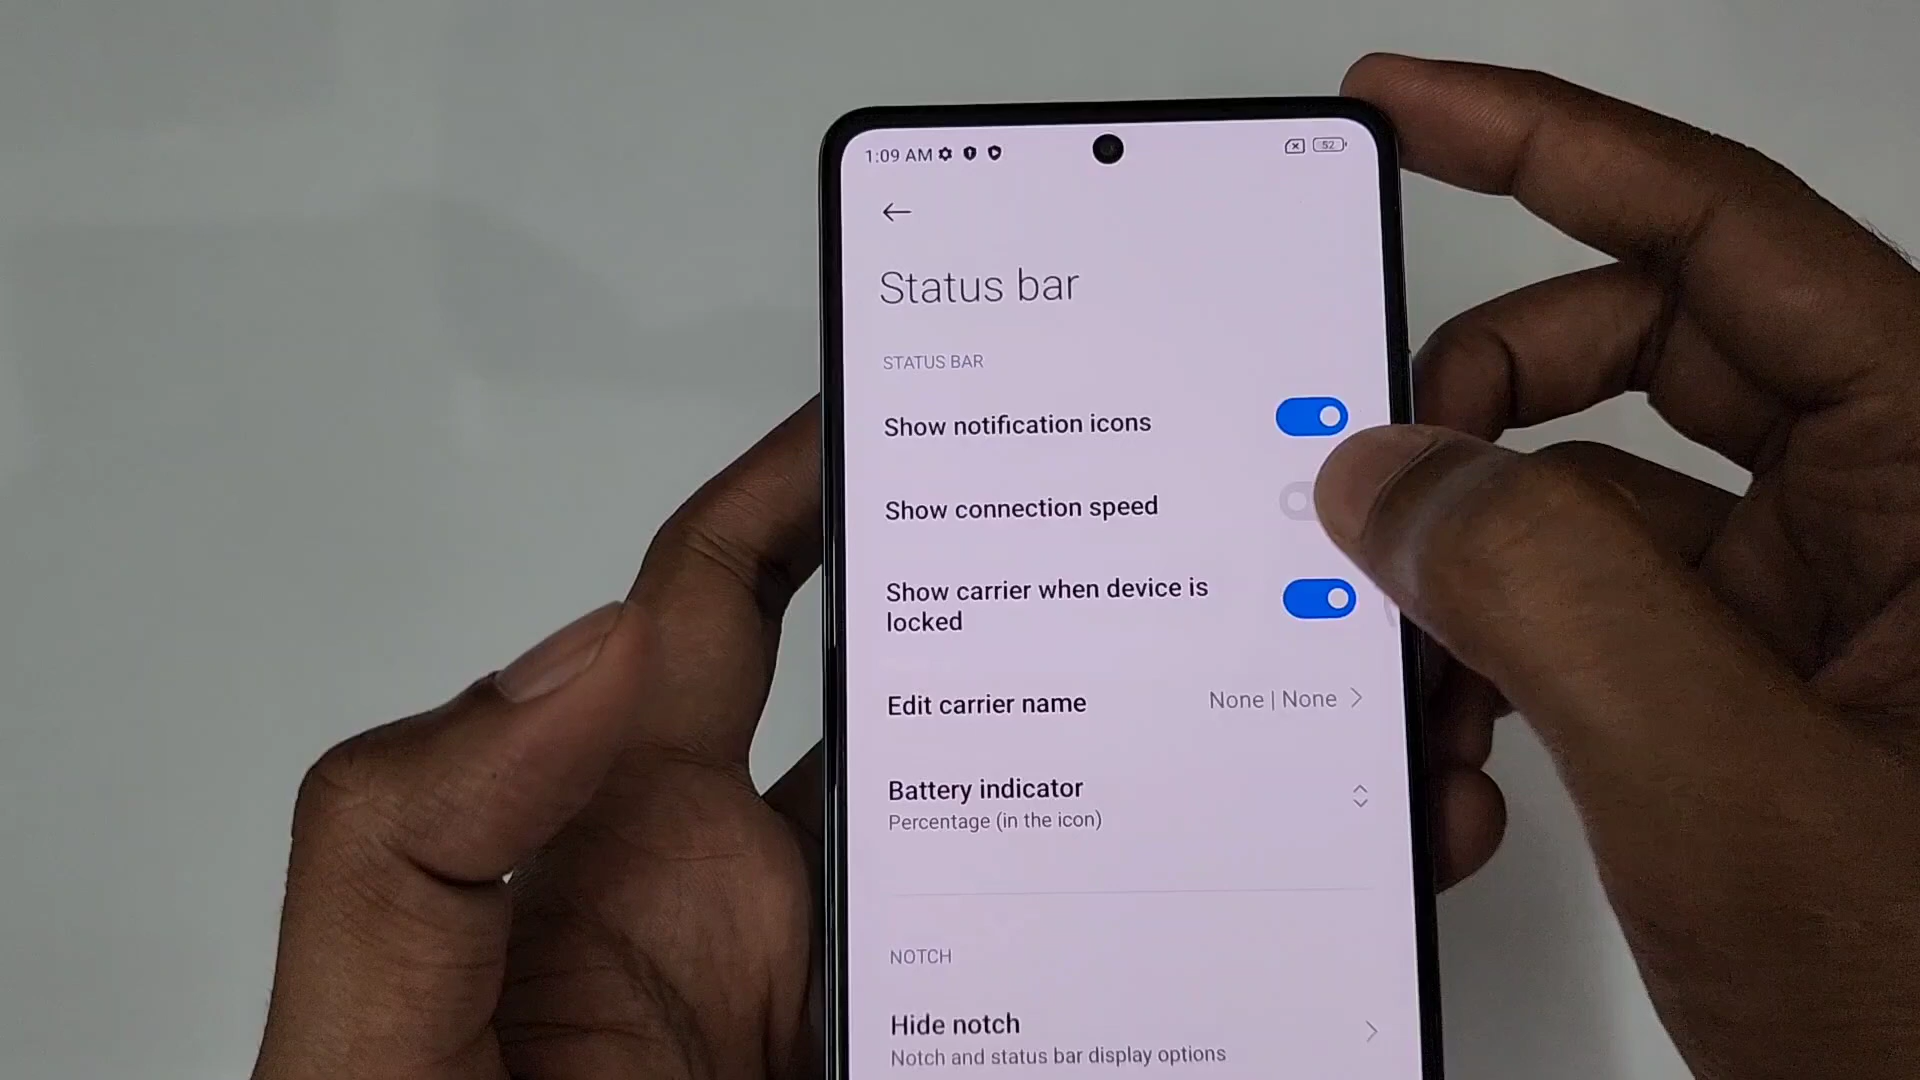 1:09 AM
52
Status bar
STATUS BAR
Show notification icons
Show connection speed
Show carrier when device is
locked
Edit carrier name
None | None
Battery indicator
Percentage (in the icon)
NOTCH
Hide notch
Notch and status bar display options